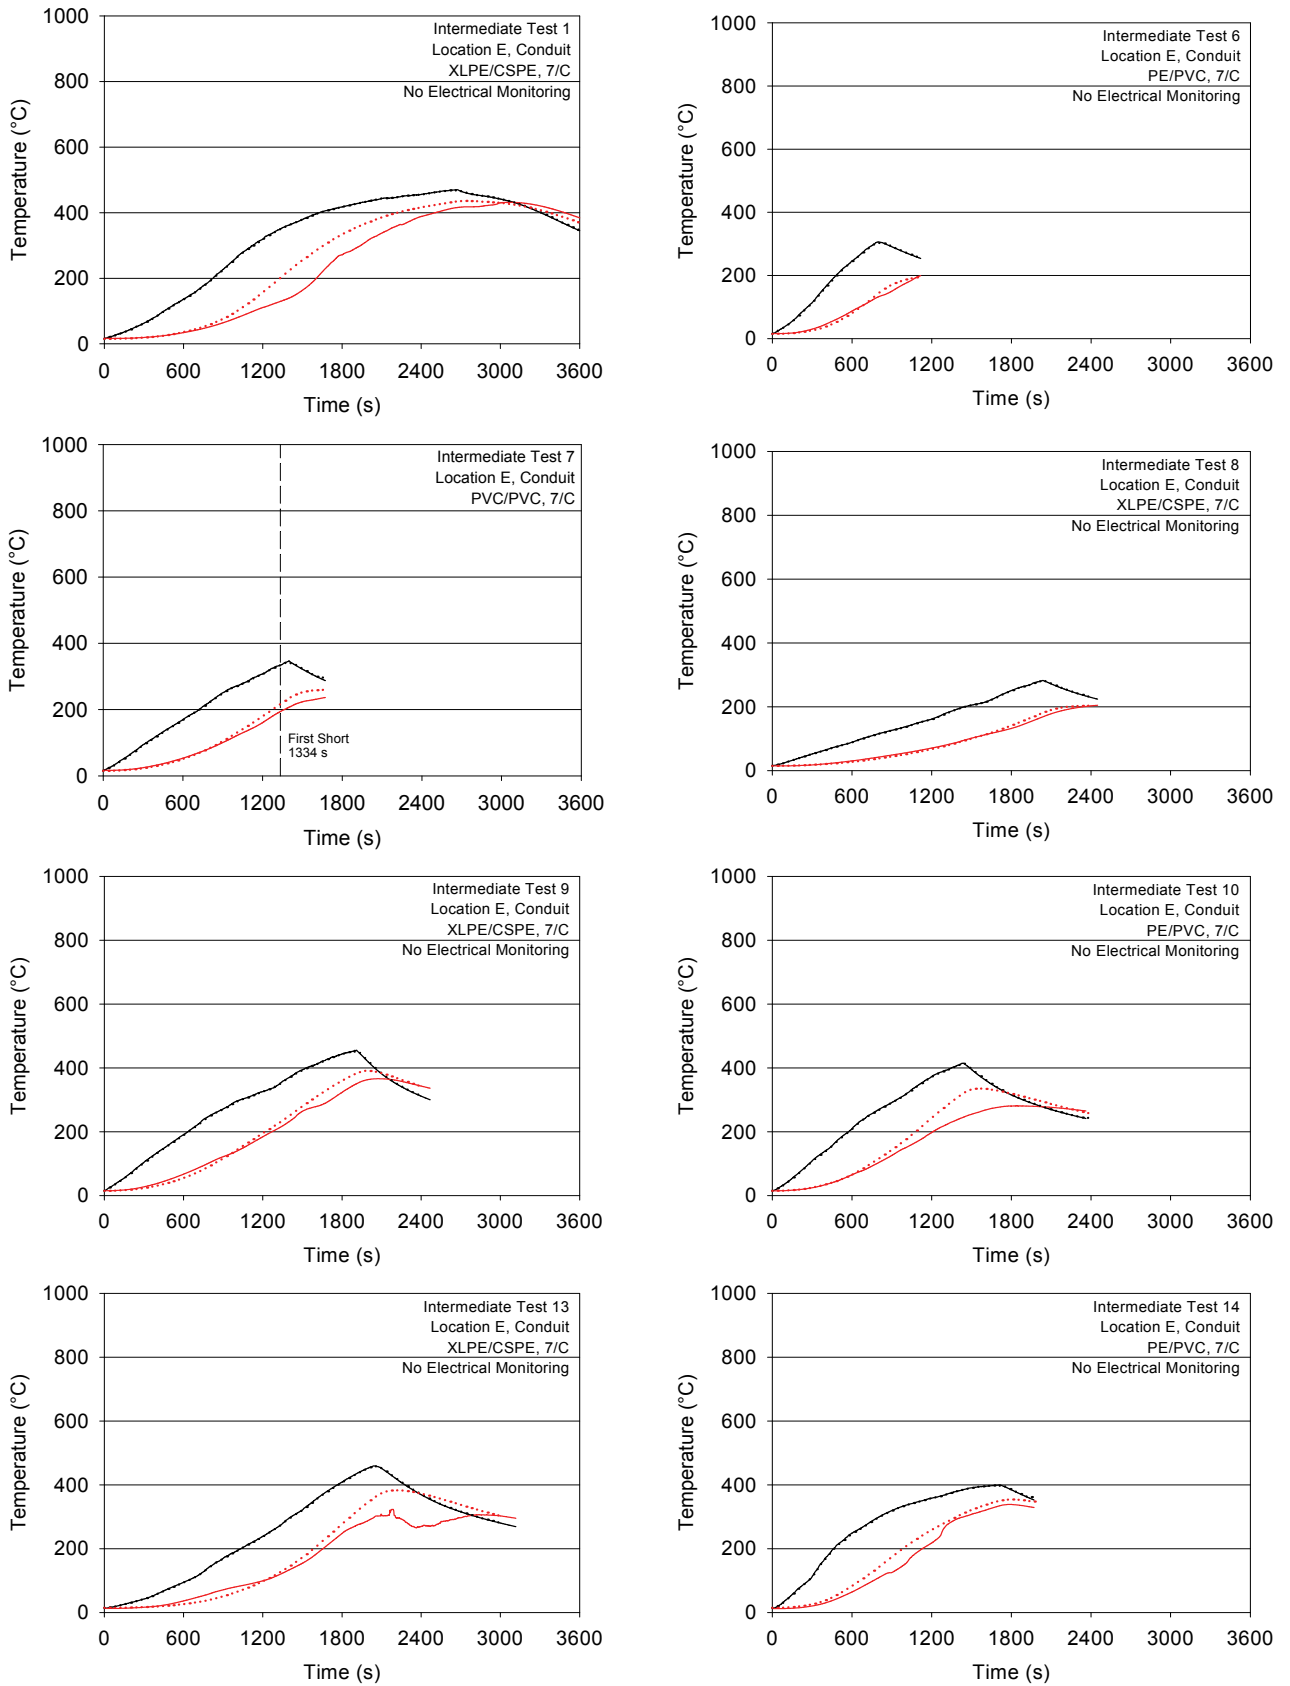 1000
800
600
400
200
0
Temperature (°C)
Intermediate Test 1
Location E, Conduit
XLPE/CSPE, 7/C
No Electrical Monitoring
0 600 1200 1800 2400 3000 3600
Time (s)
1000
800
600
400
200
0
Temperature (°C)
Intermediate Test 6
Location E, Conduit
PE/PVC, 7/C
No Electrical Monitoring
0 600 1200 1800 2400 3000 3600
Time (s)
1000
800
600
400
200
0
Temperature (°C)
Intermediate Test 7
Location E, Conduit
PVC/PVC, 7/C
First Short
1334 s
0 600 1200 1800 2400 3000 3600
Time (s)
1000
800
600
400
200
0
Temperature (°C)
Intermediate Test 8
Location E, Conduit
XLPE/CSPE, 7/C
No Electrical Monitoring
0 600 1200 1800 2400 3000 3600
Time (s)
1000
800
600
400
200
0
Temperature (°C)
Intermediate Test 9
Location E, Conduit
XLPE/CSPE, 7/C
No Electrical Monitoring
0 600 1200 1800 2400 3000 3600
Time (s)
1000
800
600
400
200
0
Temperature (°C)
Intermediate Test 10
Location E, Conduit
PE/PVC, 7/C
No Electrical Monitoring
0 600 1200 1800 2400 3000 3600
Time (s)
1000
800
600
400
200
0
Temperature (°C)
Intermediate Test 13
Location E, Conduit
XLPE/CSPE, 7/C
No Electrical Monitoring
0 600 1200 1800 2400 3000 3600
Time (s)
1000
800
600
400
200
0
Temperature (°C)
Intermediate Test 14
Location E, Conduit
PE/PVC, 7/C
No Electrical Monitoring
0 600 1200 1800 2400 3000 3600
Time (s)